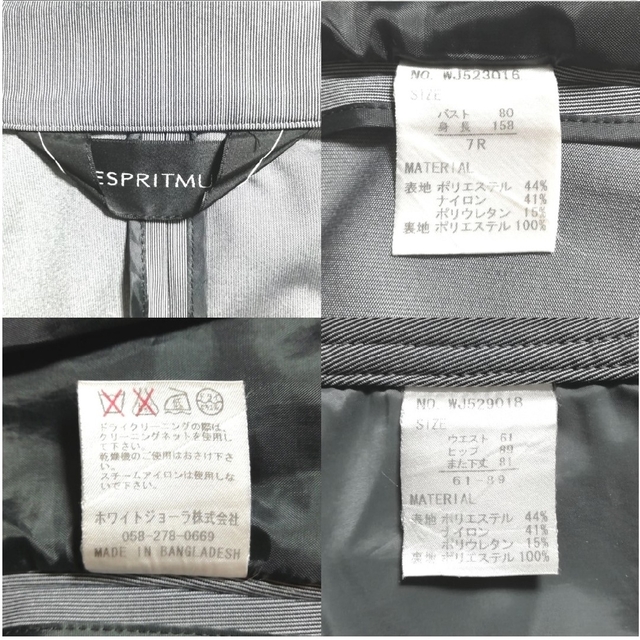 ESPRITMU
NO. WJ523016
SIZE
バスト 80
身長 158
7R
MATERIAL
表地 ポリエステル 44%
ナイロン 41%
ポリウレタン 15%
裏地 ポリエステル 100%
ドライクリーニングの際は、
クリーニングネットを使用し
て下さい。
乾燥機のご使用はおさけ下さ
い。
スチームアイロンは使用しな
いで下さい。
ホワイトジョーラ株式会社
058-278-0669
MADE IN BANGLADESH
NO. WJ529018
SIZE
ウエスト 61
ヒップ 89
また下丈 81
61-89
MATERIAL
表地 ポリエステル 44%
ナイロン 41%
ポリウレタン 15%
裏地 ポリエステル 100%